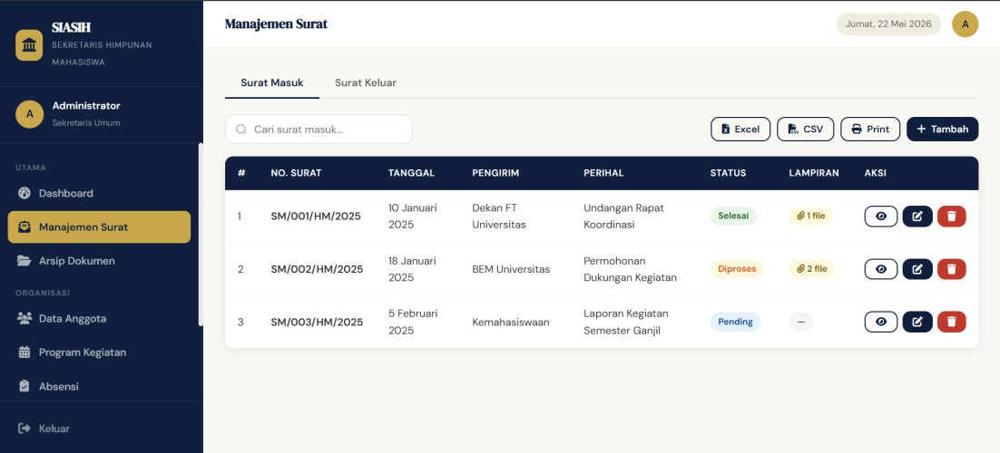 SIASIH
SEKRETARIS HIMPUNAN
MAHASISWA
A
Administrator
Sekretaris Umum
UTAMA
Dashboard
Manajemen Surat
Arsip Dokumen
ORGANISASI
Data Anggota
Program Kegiatan
Absensi
Keluar
Manajemen Surat
Jumat, 22 Mei 2026
A
Surat Masuk
Surat Keluar
Cari surat masuk...
Excel
CSV
Print
+ Tambah
# NO. SURAT TANGGAL PENGIRIM PERIHAL STATUS LAMPIRAN AKSI
1 SM/001/HM/2025 10 Januari 2025 Dekan FT Universitas Undangan Rapat Koordinasi Selesai 1 file
2 SM/002/HM/2025 18 Januari 2025 BEM Universitas Permohonan Dukungan Kegiatan Diproses 2 file
3 SM/003/HM/2025 5 Februari 2025 Kemahasiswaan Laporan Kegiatan Semester Ganjil Pending —